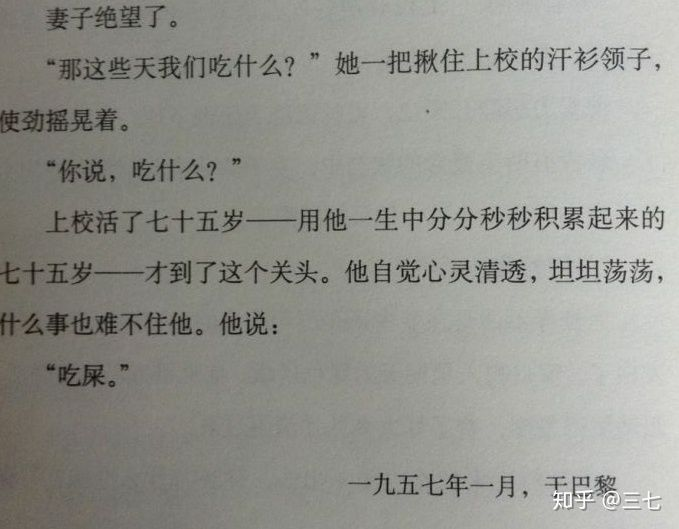 妻子绝望了。
“那这些天我们吃什么？”她一把揪住上校的汗衫领子，
使劲摇晃着。
“你说，吃什么？”
上校活了七十五岁——用他一生中分分秒秒积累起来的
七十五岁——才到了这个关头。他自觉心灵清透，坦坦荡荡，
什么事也难不住他。他说：
“吃屎。”
一九五七年一月，于巴黎
知乎 @三七